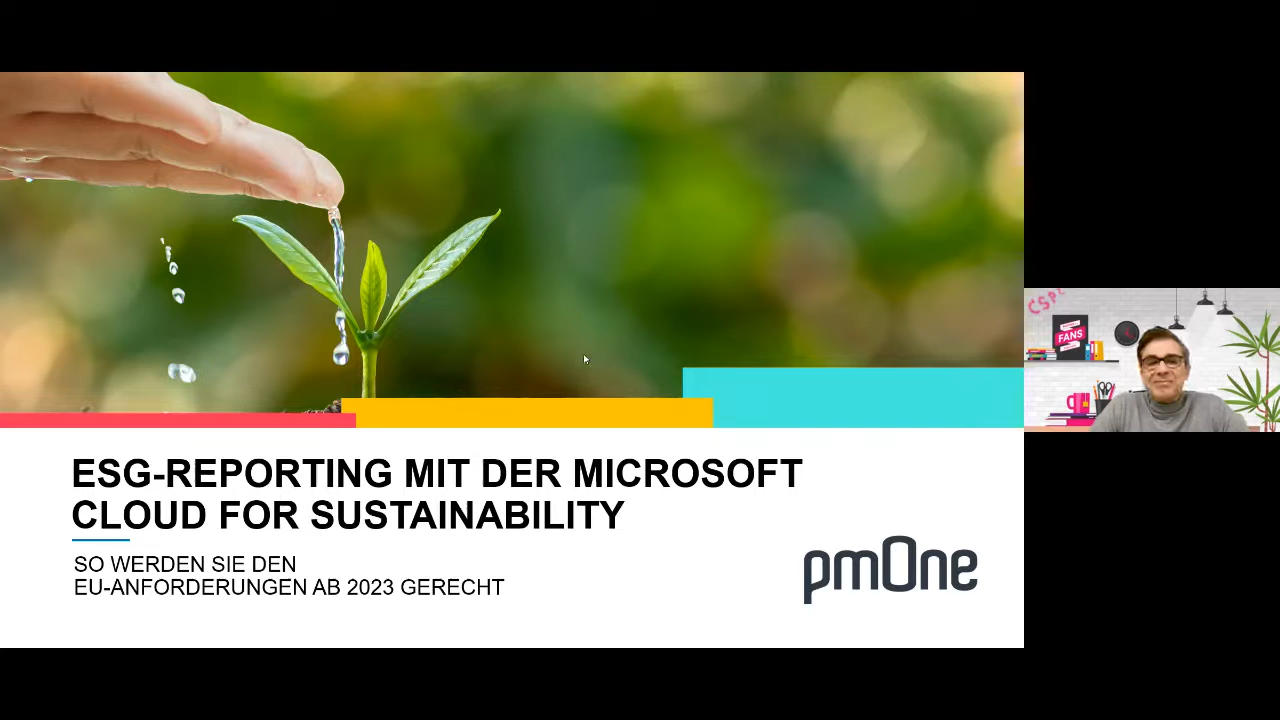 ESG-REPORTING MIT DER MICROSOFT
CLOUD FOR SUSTAINABILITY
SO WERDEN SIE DEN
EU-ANFORDERUNGEN AB 2023 GERECHT
pmOne
FANS